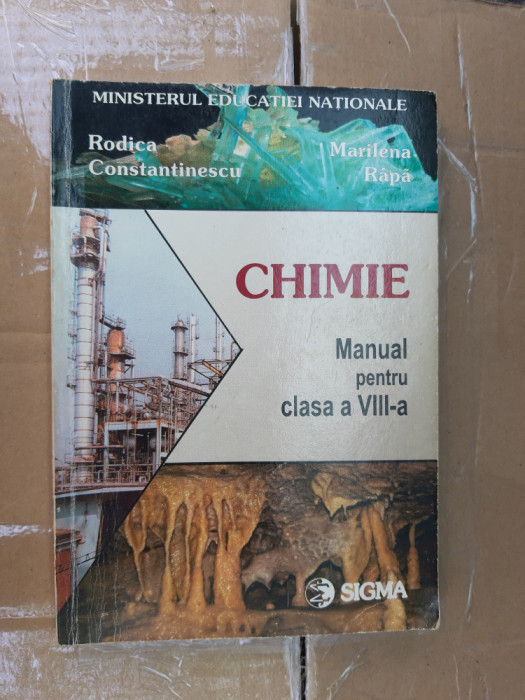 MINISTERUL EDUCAȚIEI NAȚIONALE
Rodica Constantinescu
Marilena Râpă
CHIMIE
Manual
pentru
clasa a VIII-a
SIGMA